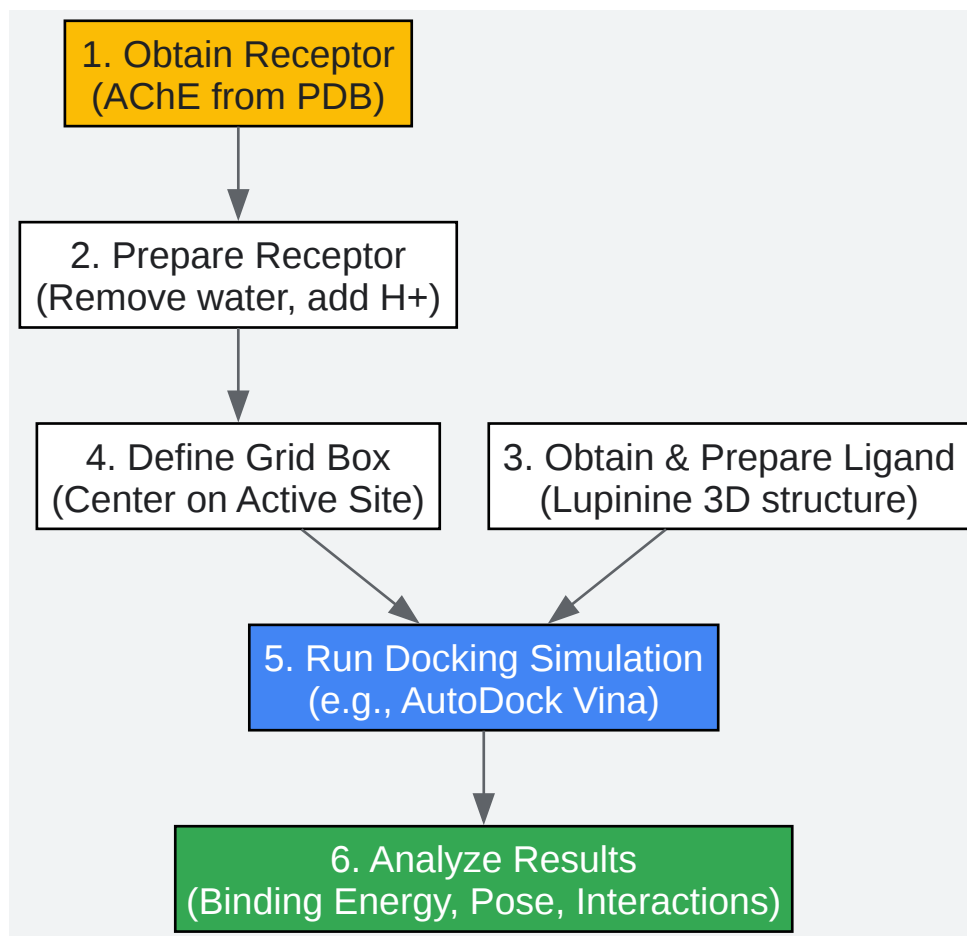 1. Obtain Receptor
(AChE from PDB)
2. Prepare Receptor
(Remove water, add H+)
4. Define Grid Box
(Center on Active Site)
3. Obtain & Prepare Ligand
(Lupinine 3D structure)
5. Run Docking Simulation
(e.g., AutoDock Vina)
6. Analyze Results
(Binding Energy, Pose, Interactions)